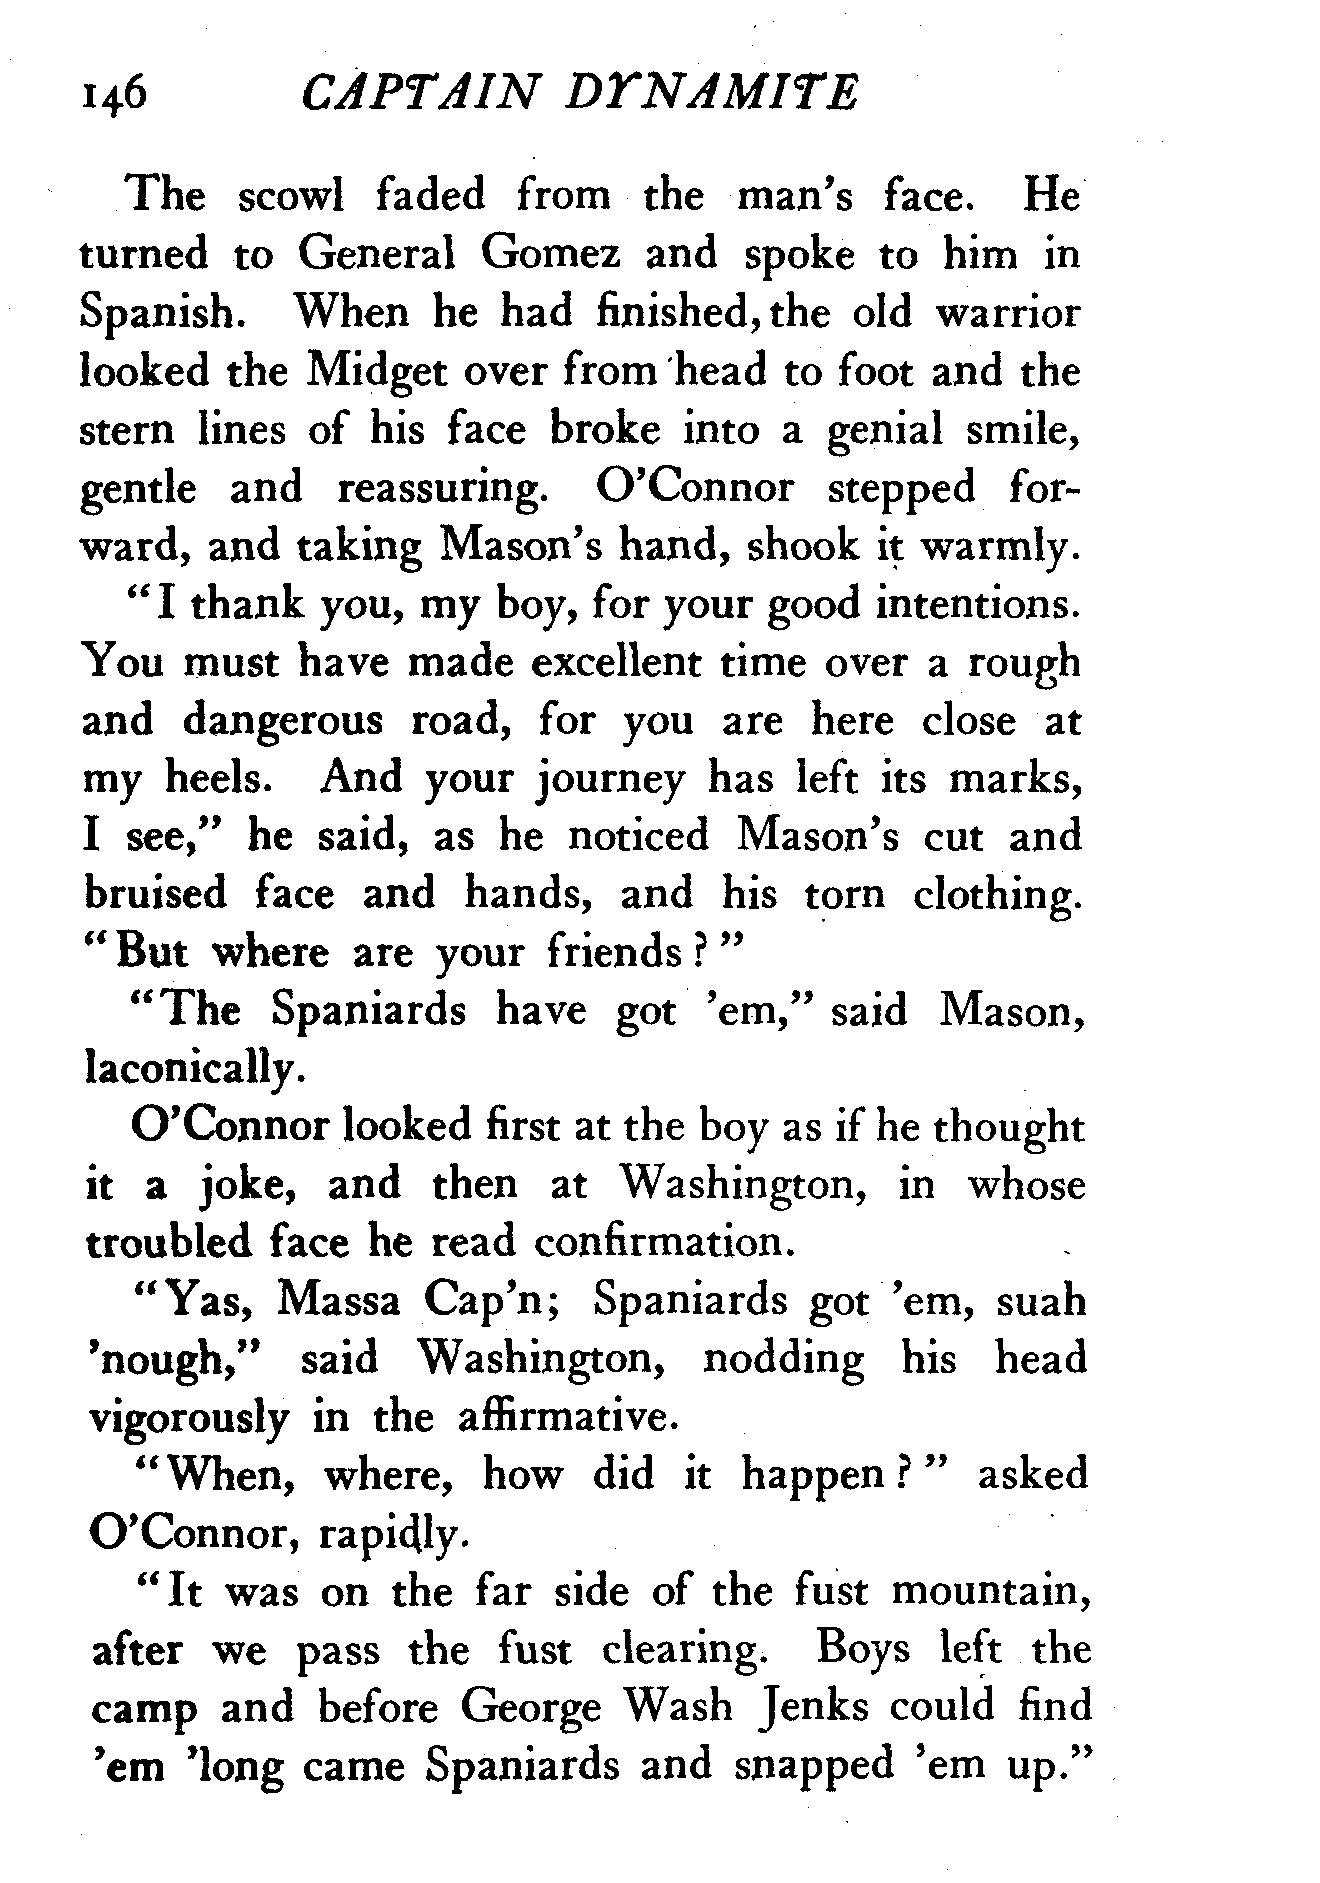 146 CAPTAIN DYNAMITE
The scowl faded from the man's face. He
turned to General Gomez and spoke to him in
Spanish. When he had finished, the old warrior
looked the Midget over from head to foot and the
stern lines of his face broke into a genial smile,
gentle and reassuring. O'Connor stepped for-
ward, and taking Mason's hand, shook it warmly.
"I thank you, my boy, for your good intentions.
You must have made excellent time over a rough
and dangerous road, for you are here close at
my heels. And your journey has left its marks,
I see," he said, as he noticed Mason's cut and
bruised face and hands, and his torn clothing.
"But where are your friends?"
"The Spaniards have got 'em," said Mason,
laconically.
O'Connor looked first at the boy as if he thought
it a joke, and then at Washington, in whose
troubled face he read confirmation.
"Yas, Massa Cap'n; Spaniards got 'em, suah
'nough," said Washington, nodding his head
vigorously in the affirmative.
"When, where, how did it happen?" asked
O'Connor, rapidly.
"It was on the far side of the fust mountain,
after we pass the fust clearing. Boys left the
camp and before George Wash Jenks could find
'em 'long came Spaniards and snapped 'em up."